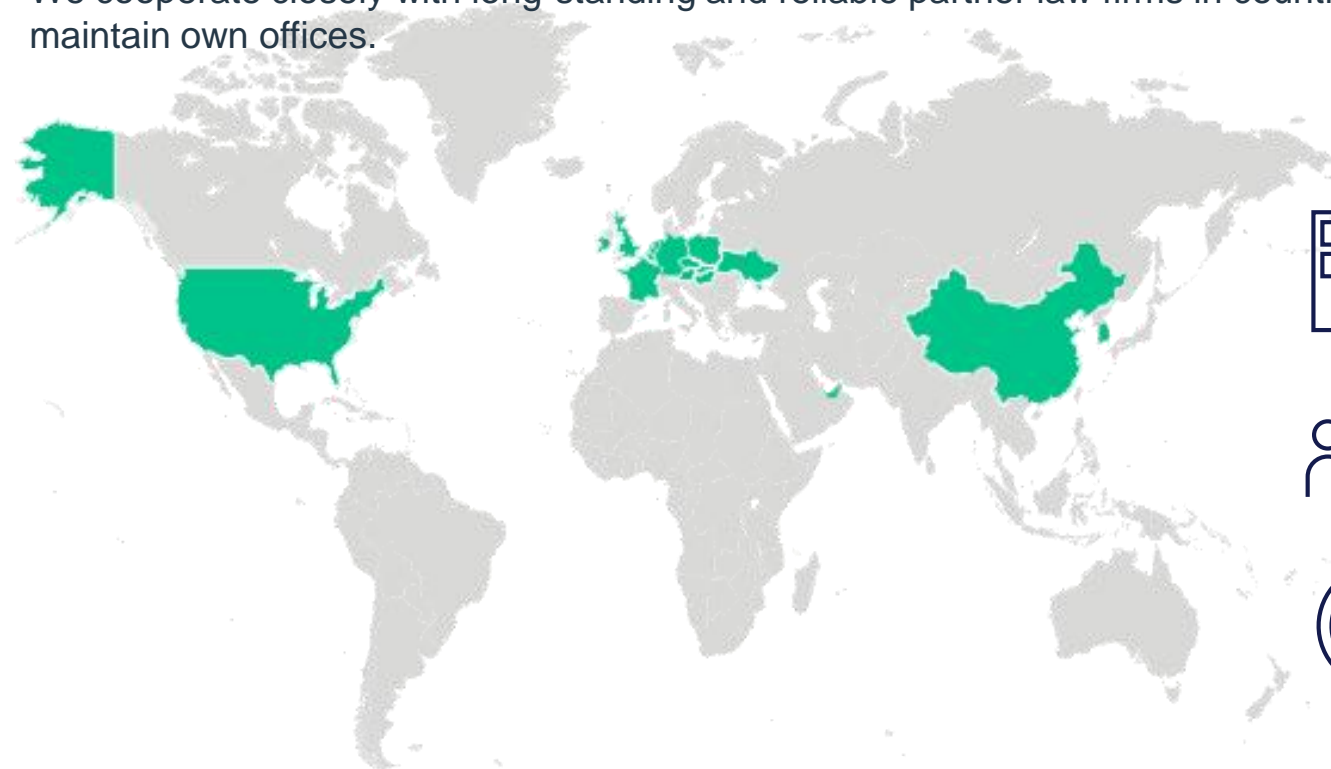 We cooperate closely with long-standing and reliable partner law firms in
maintain own offices.